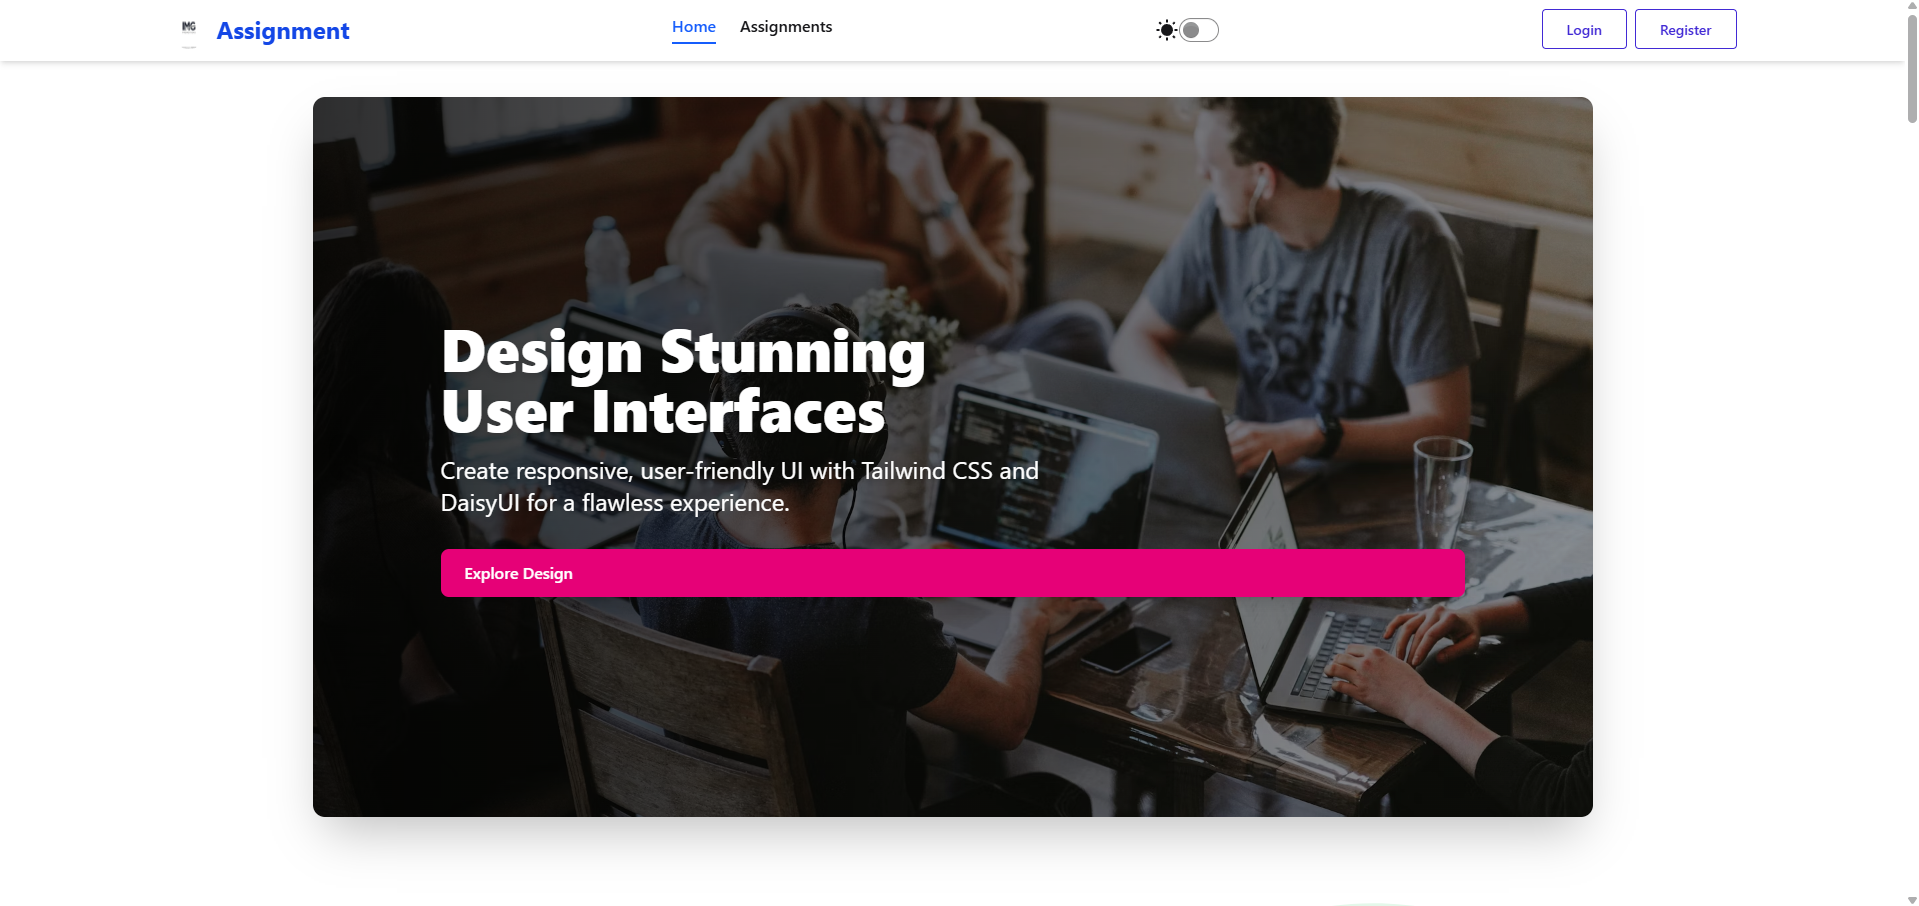 IMG
Assignment
Home
Assignments
Login
Register
Design Stunning
User Interfaces
Create responsive, user-friendly UI with Tailwind CSS and
DaisyUI for a flawless experience.
Explore Design